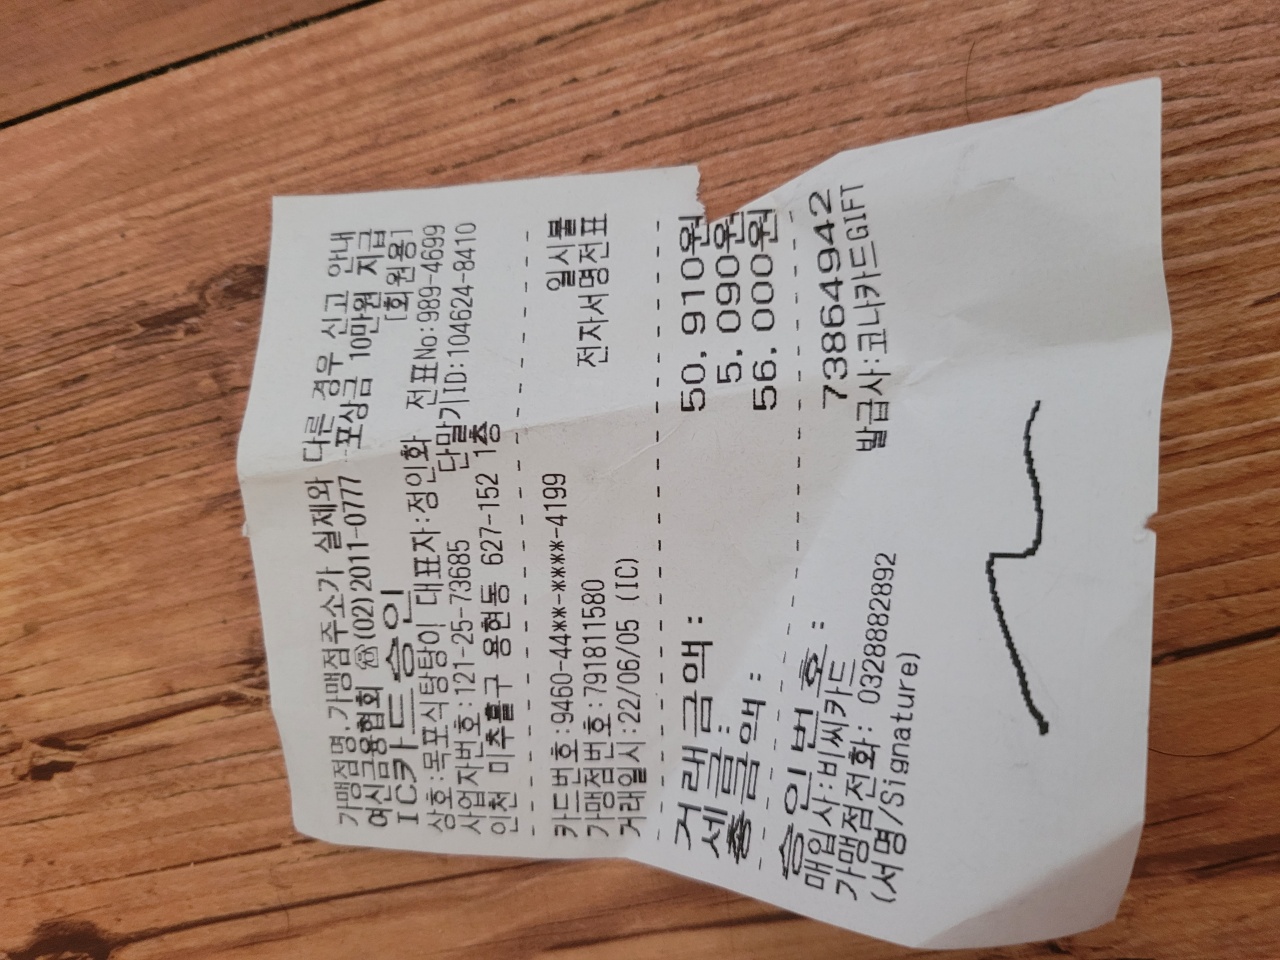 가맹점명,가맹점주소가 실제와 다른 경우 신고 안내
여신금융협회 ☏(02)2011-0777 -포상금 10만원 지급
IC카드승인 [회원용]
상호:목포식탕탕이 대표자:정인화 전표No:989-4699
사업자번호:121-25-73685 단말기ID:104624-8410
인천 미추홀구 용현동 627-152 1층
카드번호:9460-44**-****-4199 일시불
가맹점번호:7918111580 전자서명전표
거래일시:22/06/05 (IC)
거래금액: 50,910원
세금: 5,090원
총금액: 56,000원
승인번호: 73864942
매입사:비씨카드 발급사:코나카드GIFT
가맹점전화: 0328882892
(서명/Signature)